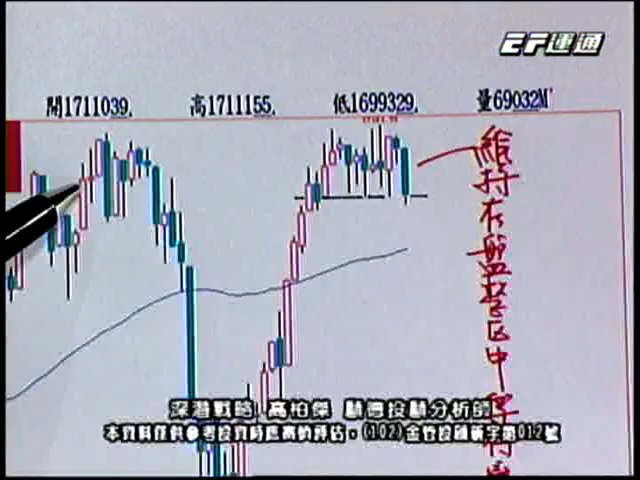 EF運通
開1711039.
高1711155.
低1699329.
量69032M
維持在盤整區中
深潛戰略 高柏傑 勛德投顧分析師
本資料僅供參考投資時應審慎評估，(102)金管投顧新字第012號